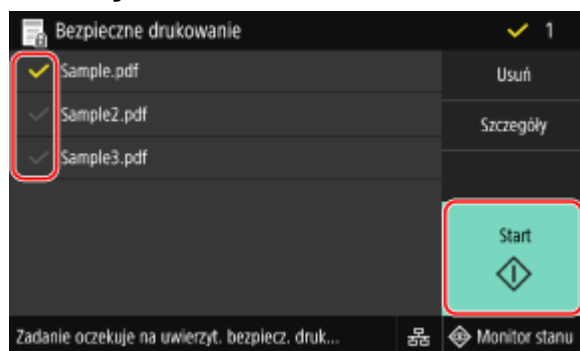 Bezpieczne drukowanie
1
Sample.pdf
Usuń
Sample2.pdf
Szczegóły
Sample3.pdf
Start
Zadanie oczekuje na uwierzyt. bezpiecz. druk...
Monitor stanu